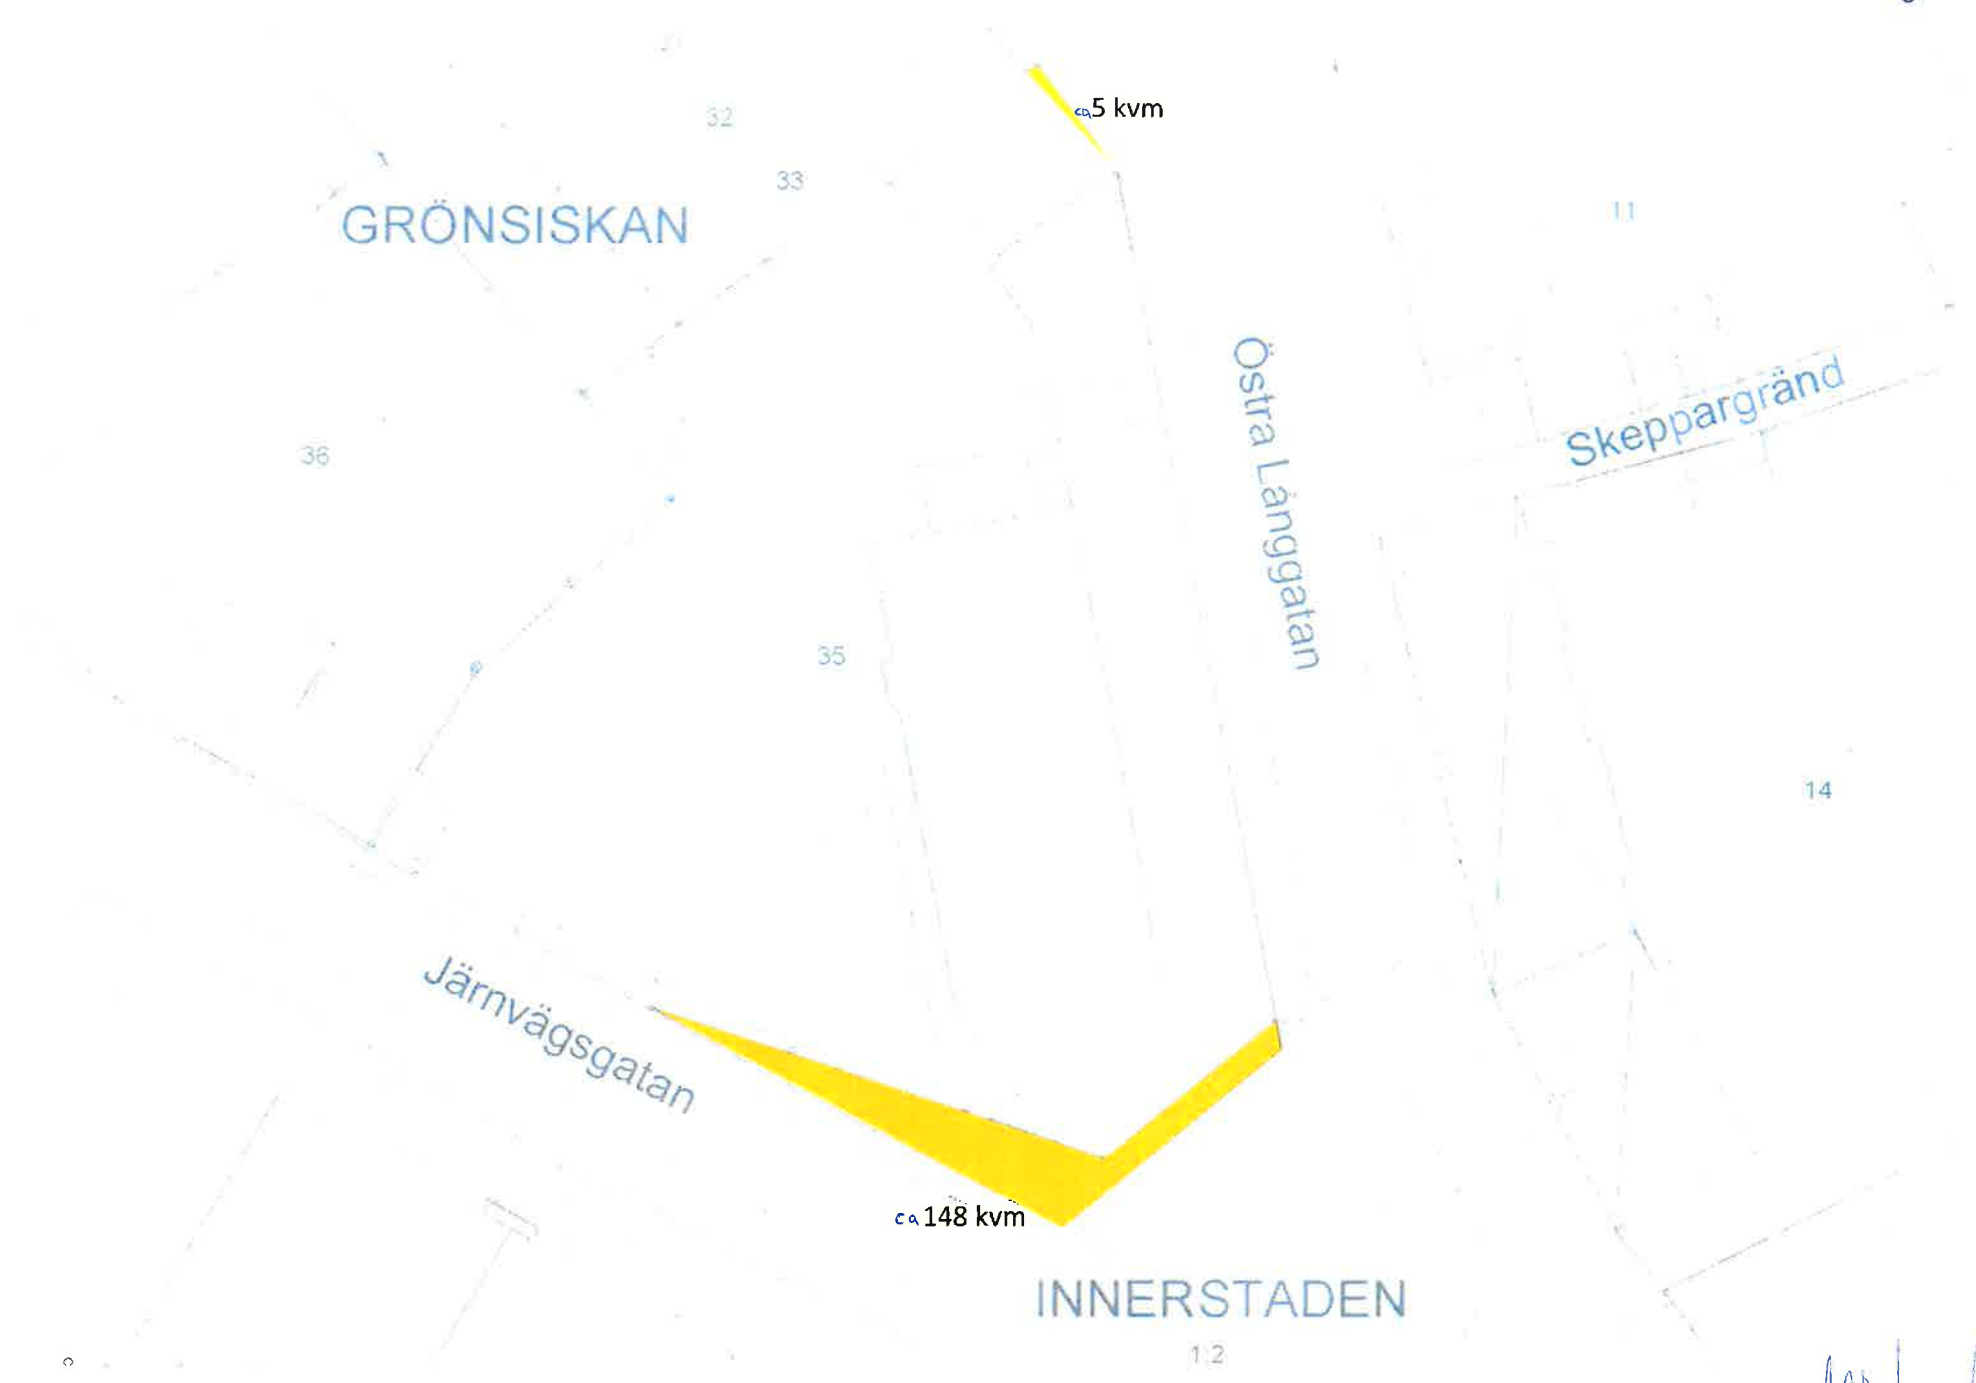 32
ca 5 kvm
33
GRÖNSISKAN
11
Östra Långgatan
Skeppargränd
36
35
14
Järnvägsgatan
ca 148 kvm
INNERSTADEN
1:2